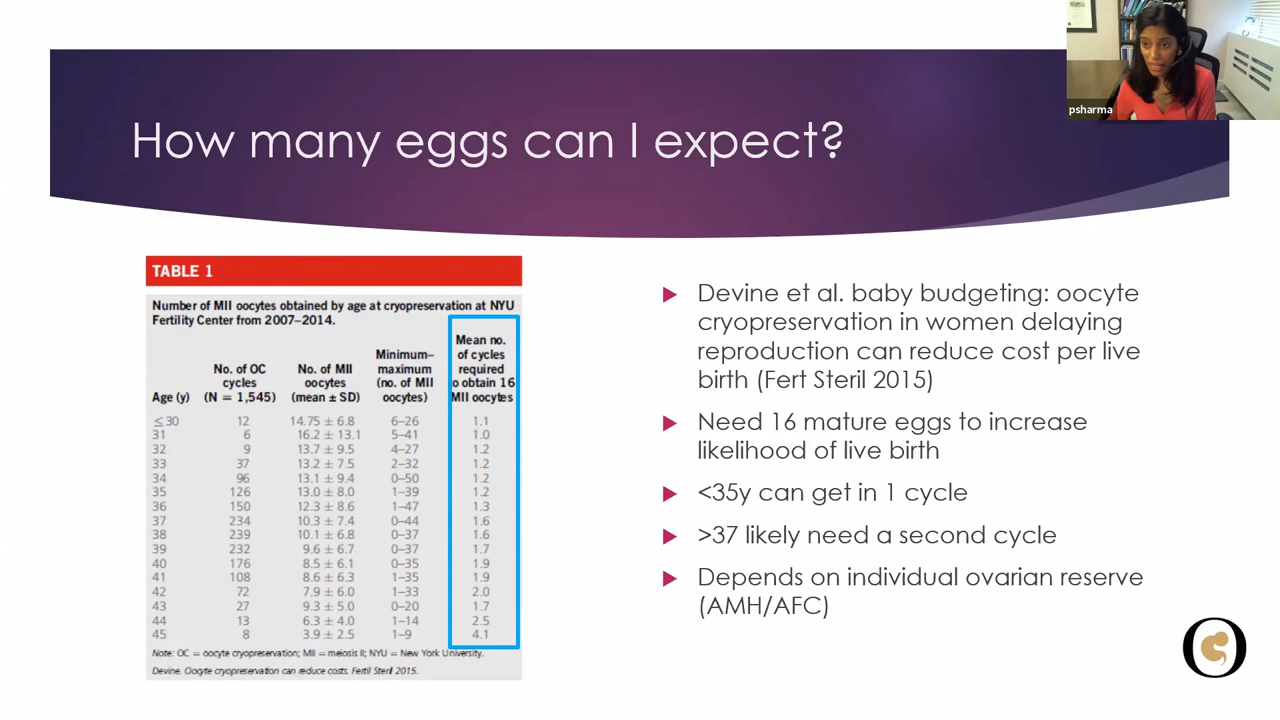 psharma
How many eggs can I expect?
TABLE 1
Number of MII oocytes obtained by age at cryopreservation at NYU
Fertility Center from 2007–2014.
Age (y) No. of OC cycles (N = 1,545) No. of MII oocytes (mean ± SD) Minimum–maximum (no. of MII oocytes) Mean no. of cycles required o obtain 16 MII oocytes
≤30 12 14.75 ± 6.8 6–26 1.1
31 6 16.2 ± 13.1 5–41 1.0
32 9 13.7 ± 9.5 4–27 1.2
33 37 13.2 ± 7.5 2–32 1.2
34 96 13.1 ± 9.4 0–50 1.2
35 126 13.0 ± 8.0 1–39 1.2
36 150 12.3 ± 8.6 1–47 1.3
37 234 10.3 ± 7.4 0–44 1.6
38 239 10.1 ± 6.8 0–37 1.6
39 232 9.6 ± 6.7 0–37 1.7
40 176 8.5 ± 6.1 0–35 1.9
41 108 8.6 ± 6.3 1–35 1.9
42 72 7.9 ± 6.0 1–33 2.0
43 27 9.3 ± 5.0 0–20 1.7
44 13 6.3 ± 4.0 1–14 2.5
45 8 3.9 ± 2.5 1–9 4.1
Note: OC = oocyte cryopreservation; MII = meiosis II; NYU = New York University.
Devine. Oocyte cryopreservation can reduce costs. Fertil Steril 2015.
Devine et al. baby budgeting: oocyte
cryopreservation in women delaying
reproduction can reduce cost per live
birth (Fert Steril 2015)
Need 16 mature eggs to increase
likelihood of live birth
<35y can get in 1 cycle
>37 likely need a second cycle
Depends on individual ovarian reserve
(AMH/AFC)